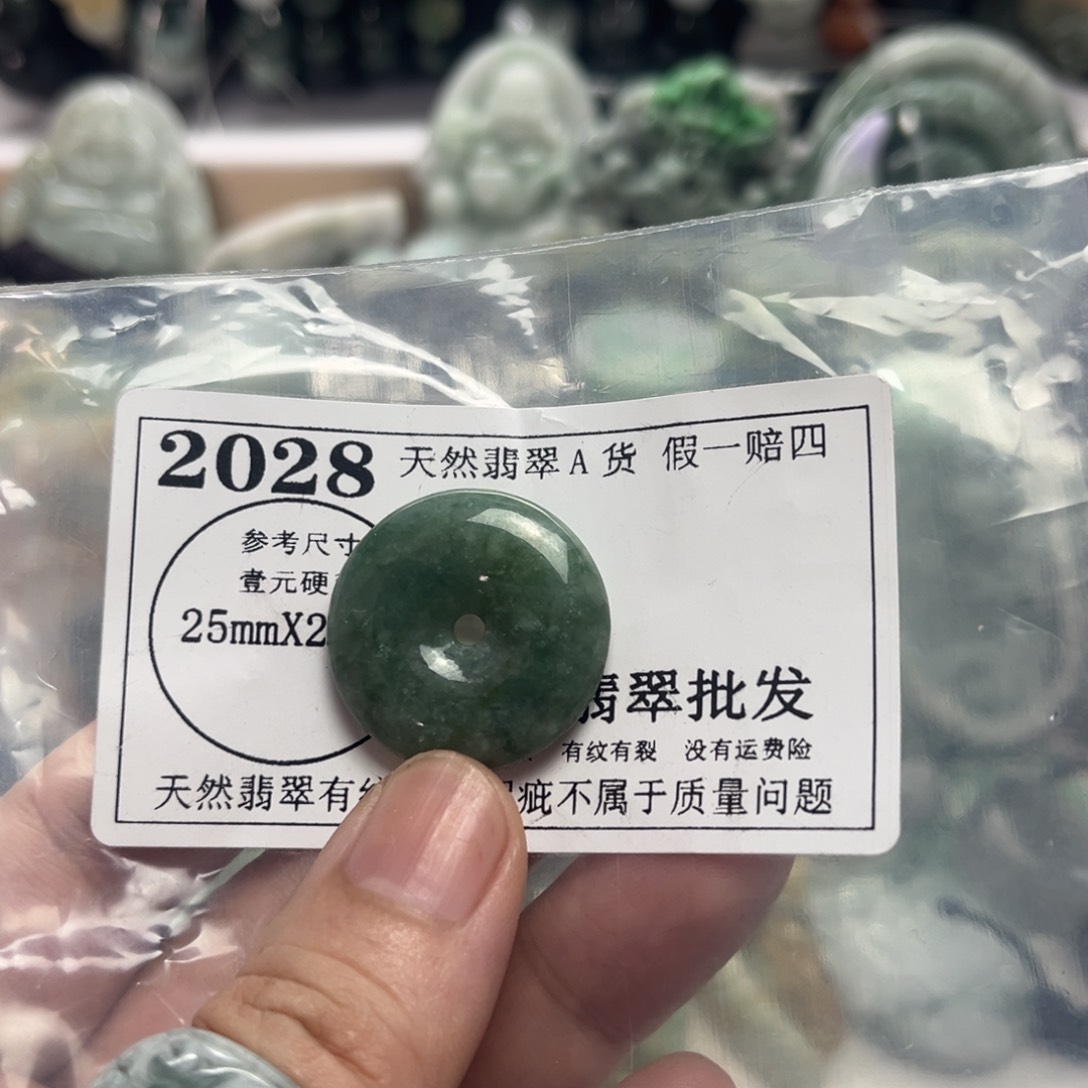 2028 天然翡翠A货 假一赔四
参考尺寸
壹元硬
25mmX2
翡翠批发
有纹有裂 没有运费险
天然翡翠有纹 瑕疵不属于质量问题